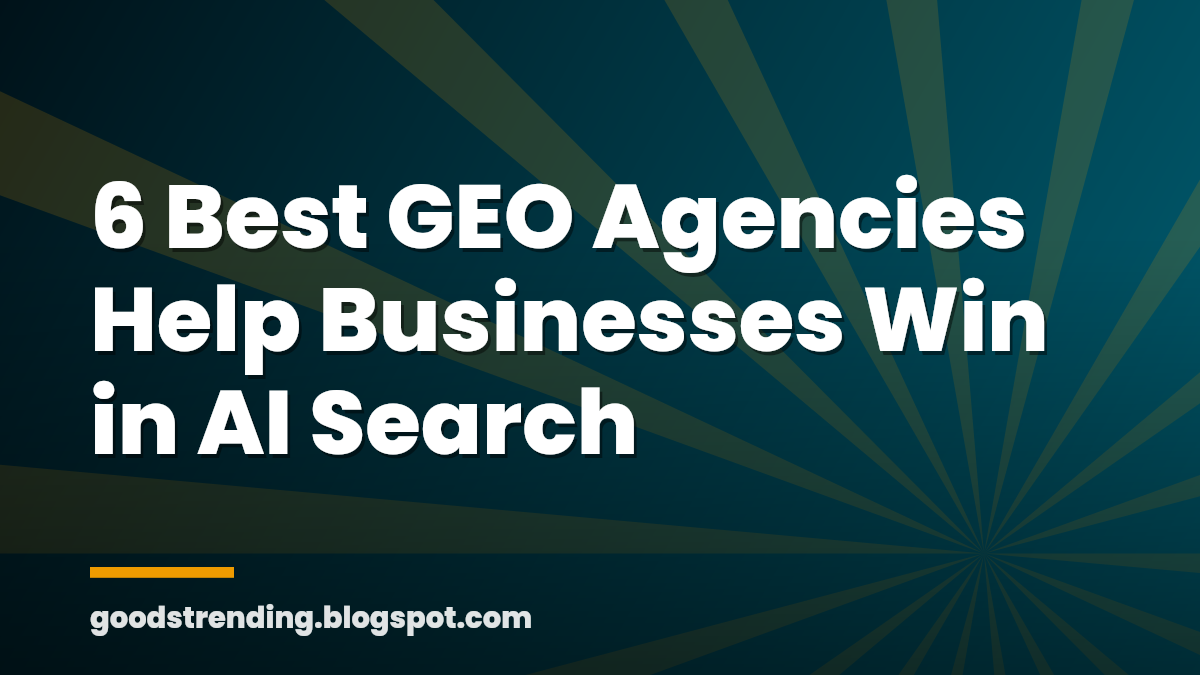 6 Best GEO Agencies
Help Businesses Win
in AI Search
goodstrending.blogspot.com